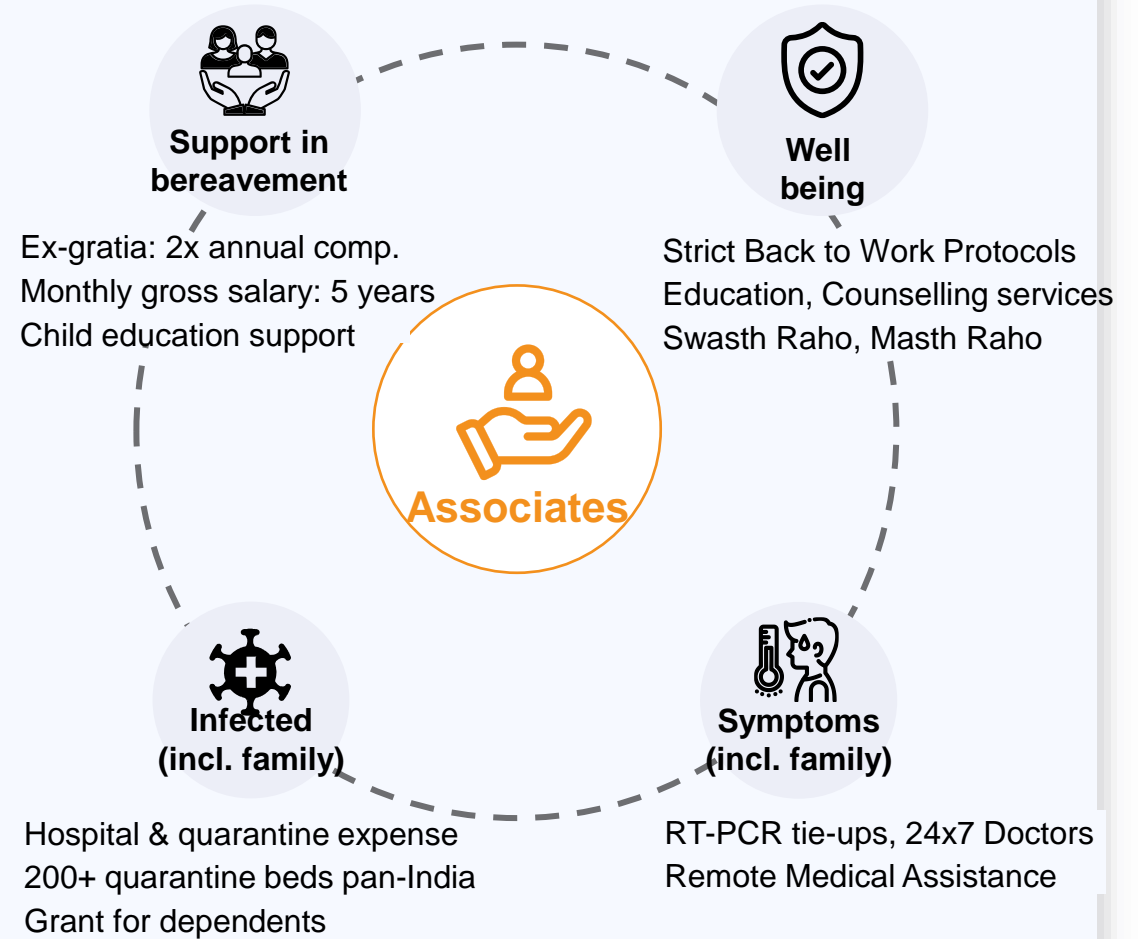 Support in
bereavement
Ex-gratia: 2x annual comp.
Monthly gross salary: 5 years
Child education support
Well
being
Strict Back to Work Protocols
Education, Counselling services
Swasth Raho, Masth Raho
Associates
Infected
(incl. family)
Hospital & quarantine expense
200+ quarantine beds pan-India
Grant for dependents
Symptoms
(incl. family)
RT-PCR tie-ups, 24x7 Doctors
Remote Medical Assistance